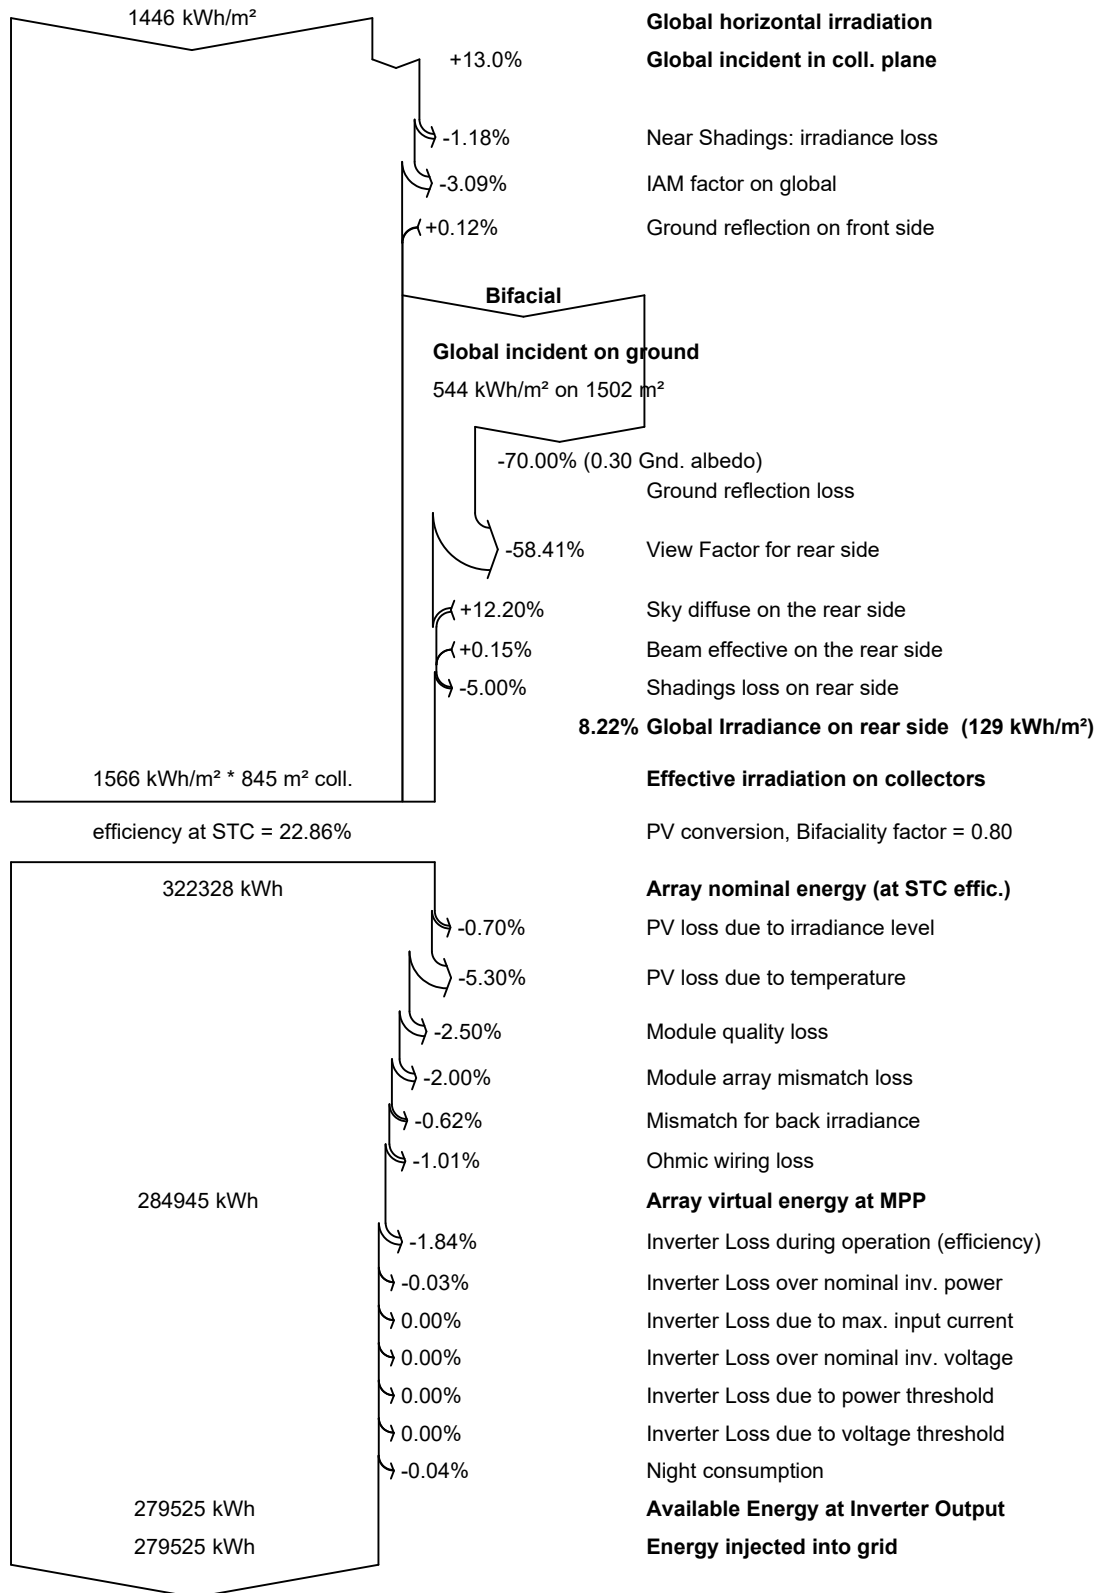 1446 kWh/m² Global horizontal irradiation
+13.0% Global incident in coll. plane
-1.18% Near Shadings: irradiance loss
-3.09% IAM factor on global
+0.12% Ground reflection on front side
Bifacial
Global incident on ground
544 kWh/m² on 1502 m²
-70.00% (0.30 Gnd. albedo)
Ground reflection loss
-58.41% View Factor for rear side
+12.20% Sky diffuse on the rear side
+0.15% Beam effective on the rear side
-5.00% Shadings loss on rear side
8.22% Global Irradiance on rear side (129 kWh/m²)
1566 kWh/m² * 845 m² coll. Effective irradiation on collectors
efficiency at STC = 22.86% PV conversion, Bifaciality factor = 0.80
322328 kWh Array nominal energy (at STC effic.)
-0.70% PV loss due to irradiance level
-5.30% PV loss due to temperature
-2.50% Module quality loss
-2.00% Module array mismatch loss
-0.62% Mismatch for back irradiance
-1.01% Ohmic wiring loss
284945 kWh Array virtual energy at MPP
-1.84% Inverter Loss during operation (efficiency)
-0.03% Inverter Loss over nominal inv. power
0.00% Inverter Loss due to max. input current
0.00% Inverter Loss over nominal inv. voltage
0.00% Inverter Loss due to power threshold
0.00% Inverter Loss due to voltage threshold
-0.04% Night consumption
279525 kWh Available Energy at Inverter Output
279525 kWh Energy injected into grid